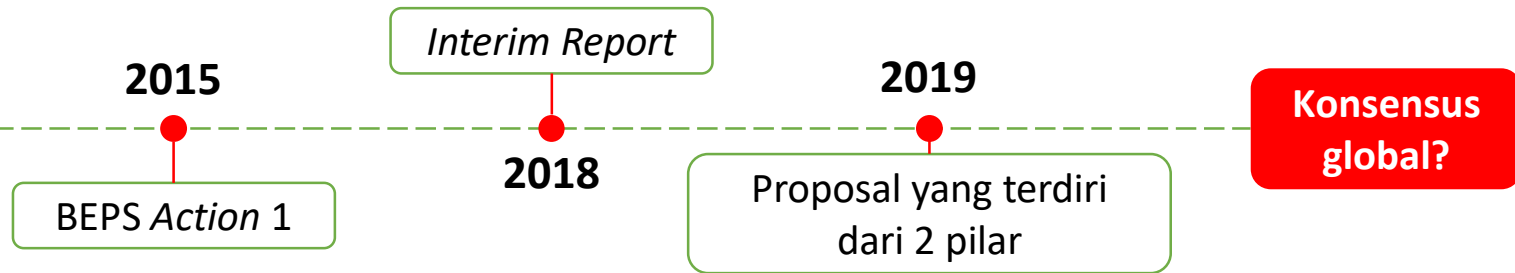 2015
BEPS Action 1
Interim Report
2018
2019
Proposal yang terdiri
dari 2 pilar
Konsensus
global?